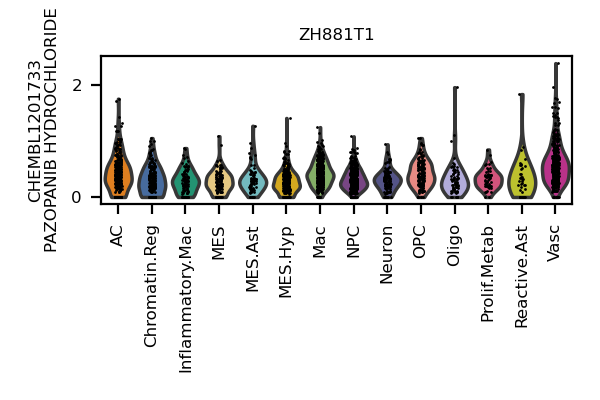 ZH881T1
CHEMBL1201733
PAZOPANIB HYDROCHLORIDE
2
0
AC
Chromatin.Reg
Inflammatory.Mac
MES
MES.Ast
MES.Hyp
Mac
NPC
Neuron
OPC
Oligo
Prolif.Metab
Reactive.Ast
Vasc